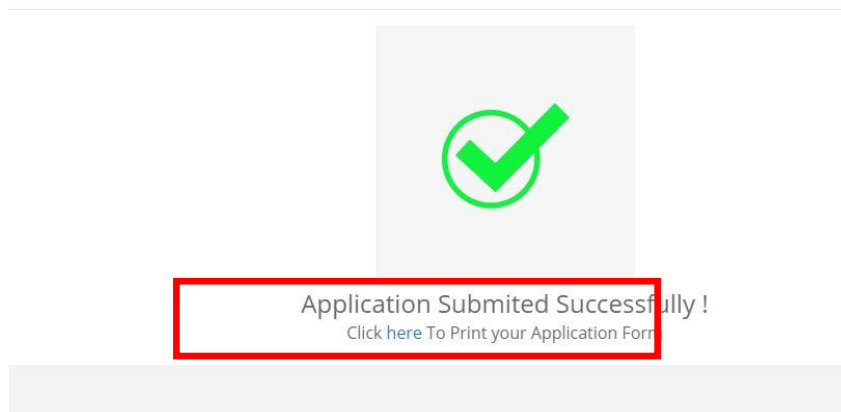 Application Submited Successfully !
Click here To Print your Application Form